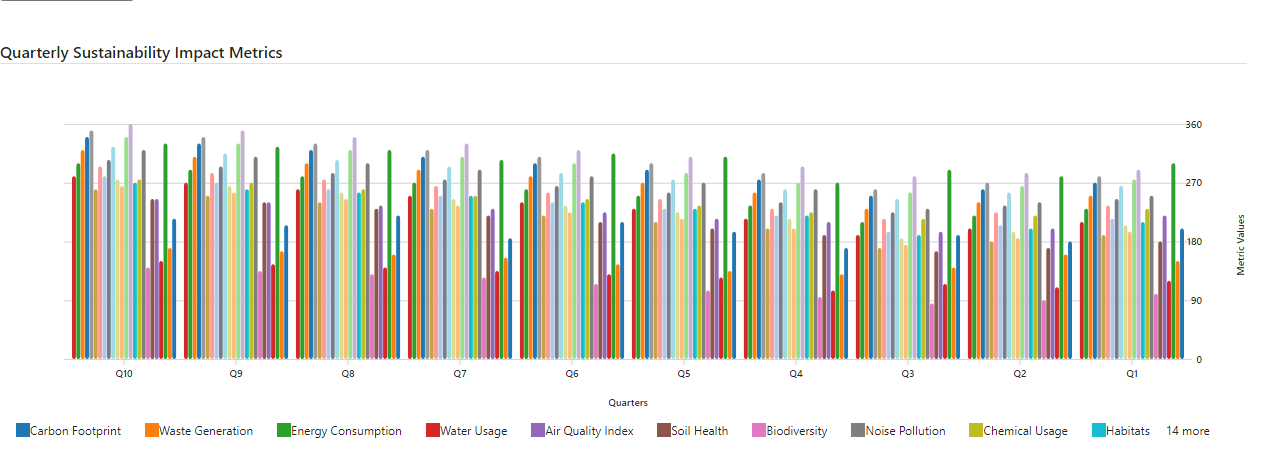 Quarterly Sustainability Impact Metrics
360
270
180
90
0
Metric Values
Q10 Q9 Q8 Q7 Q6 Q5 Q4 Q3 Q2 Q1
Quarters
Carbon Footprint Waste Generation Energy Consumption Water Usage Air Quality Index Soil Health Biodiversity Noise Pollution Chemical Usage Habitats 14 more